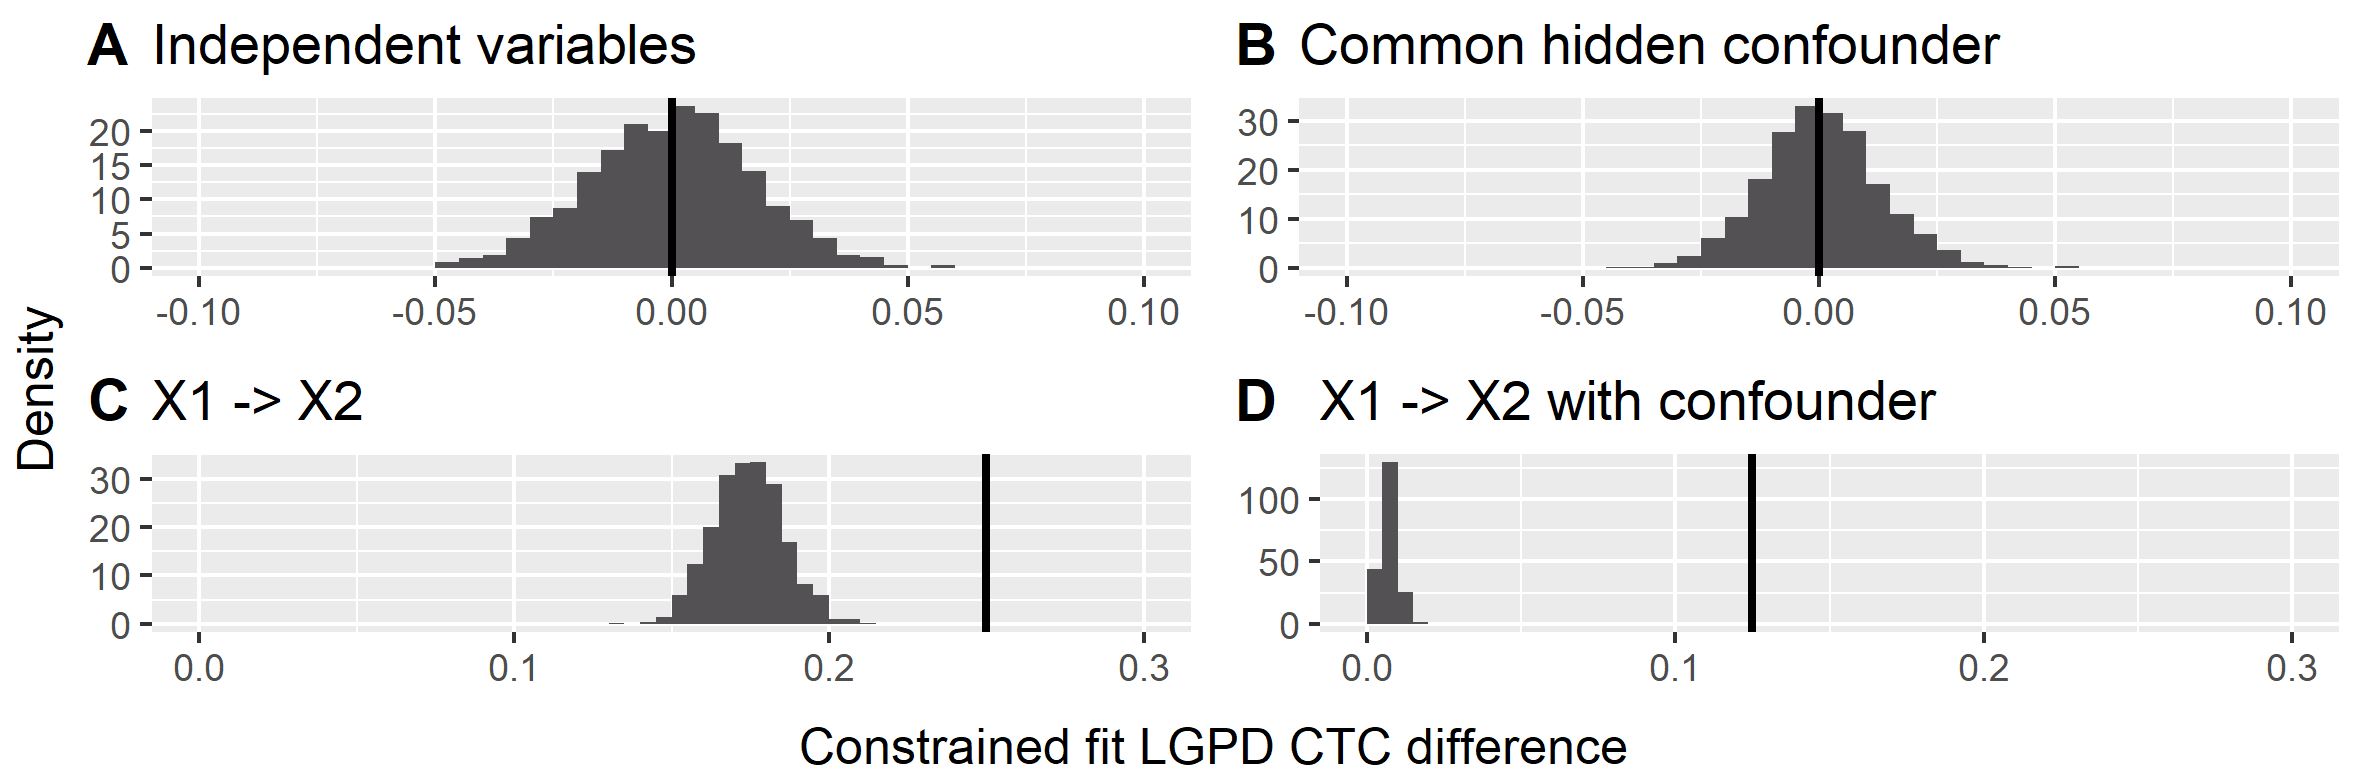 A Independent variables
20
15
10
5
0
-0.10 -0.05 0.00 0.05 0.10
B Common hidden confounder
30
20
10
0
-0.10 -0.05 0.00 0.05 0.10
Density
C X1 -> X2
30
20
10
0
0.0 0.1 0.2 0.3
D X1 -> X2 with confounder
100
50
0
0.0 0.1 0.2 0.3
Constrained fit LGPD CTC difference